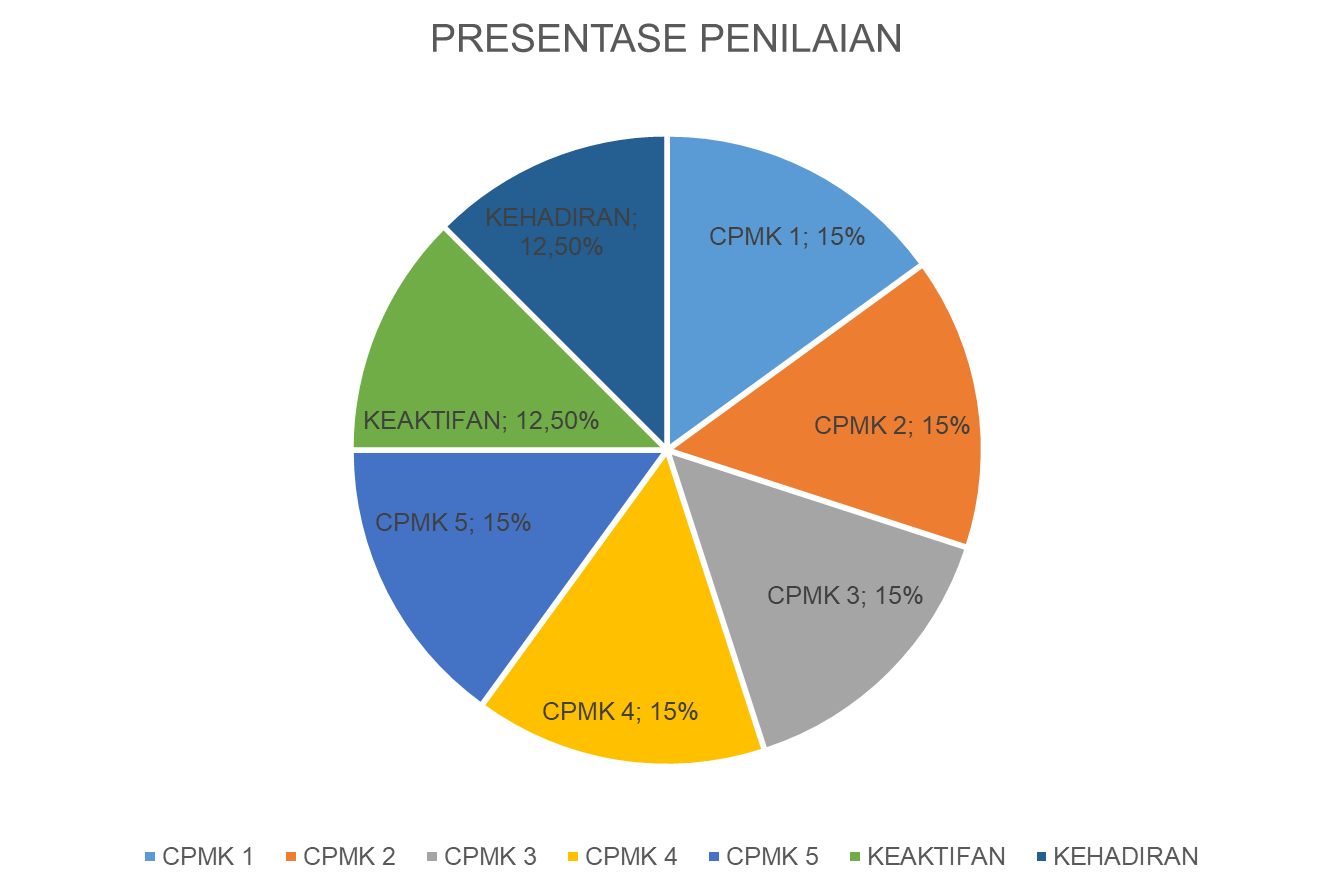 PRESENTASE PENILAIAN
KEHADIRAN;
12,50%
CPMK 1; 15%
KEAKTIFAN; 12,50%
CPMK 2; 15%
CPMK 5; 15%
CPMK 3; 15%
CPMK 4; 15%
CPMK 1 CPMK 2 CPMK 3 CPMK 4 CPMK 5 KEAKTIFAN KEHADIRAN